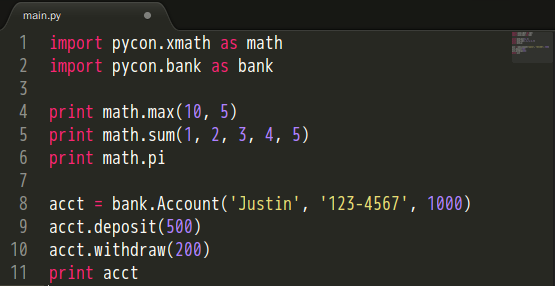 main.py
1 import pycon.xmath as math
2 import pycon.bank as bank
3
4 print math.max(10, 5)
5 print math.sum(1, 2, 3, 4, 5)
6 print math.pi
7
8 acct = bank.Account('Justin', '123-4567', 1000)
9 acct.deposit(500)
10 acct.withdraw(200)
11 print acct